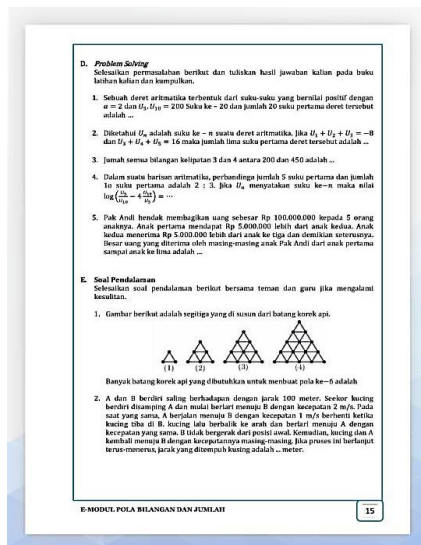 D. Problem Solving
Selesaikan permasalahan berikut dan tuliskan hasil jawaban kalian pada buku
latihan kalian dan kumpulkan.
1. Sebuah deret aritmatika terbentuk dari suku-suku yang bernilai positif dengan
a = 2 dan U₅.U₁₀ = 200 Suku ke – 20 dan jumlah 20 suku pertama deret tersebut
adalah ...
2. Diketahui Uₙ adalah suku ke – n suatu deret aritmatika. Jika U₁ + U₂ + U₃ = −8
dan U₃ + U₄ + U₅ = 16 maka jumlah lima suku pertama deret tersebut adalah ...
3. Jumah semua bilangan kelipatan 3 dan 4 antara 200 dan 450 adalah ...
4. Dalam suatu barisan aritmatika, perbandinga jumlah 5 suku pertama dan jumlah
1o suku pertama adalah 2 : 3. Jika Uₙ menyatakan suku ke−n maka nilai
5. Pak Andi hendak membagikan uang sebesar Rp 100.000.000 kepada 5 orang
anaknya. Anak pertama mendapat Rp 5.000.000 lebih dari anak kedua. Anak
kedua menerima Rp 5.000.000 lebih dari anak ke tiga dan demikian seterusnya.
Besar uang yang diterima oleh masing-masing anak Pak Andi dari anak pertama
sampai anak ke lima adalah ...
E. Soal Pendalaman
Selesaikan soal pendalaman berikut bersama teman dan guru jika mengalami
kesulitan.
1. Gambar berikut adalah segitiga yang di susun dari batang korek api.
(1) (2) (3) (4)
Banyak batang korek api yang dibutuhkan untuk membuat pola ke−6 adalah
2. A dan B berdiri saling berhadapan dengan jarak 100 meter. Seekor kucing
berdiri disamping A dan mulai berlari menuju B dengan kecepatan 2 m/s. Pada
saat yang sama, A berjalan menuju B dengan kecepatan 1 m/s berhenti ketika
kucing tiba di B. kucing lalu berbalik ke arah dan berlari menuju A dengan
kecepatan yang sama. B tidak bergerak dari posisi awal. Kemudian, kucing dan A
kembali menuju B dengan kecepatannya masing-masing. Jika proses ini berlanjut
terus-menerus, jarak yang ditempuh kusing adalah ... meter.
E-MODUL POLA BILANGAN DAN JUMLAH
15